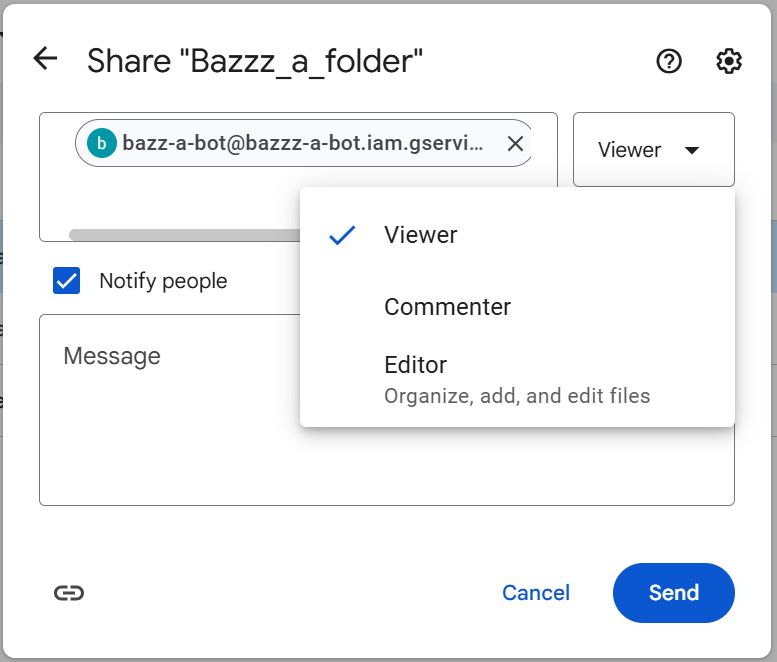 Share "Bazzz_a_folder"
b bazz-a-bot@bazzz-a-bot.iam.gservi...
Viewer
Viewer
Notify people
Commenter
Message
Editor
Organize, add, and edit files
Cancel
Send